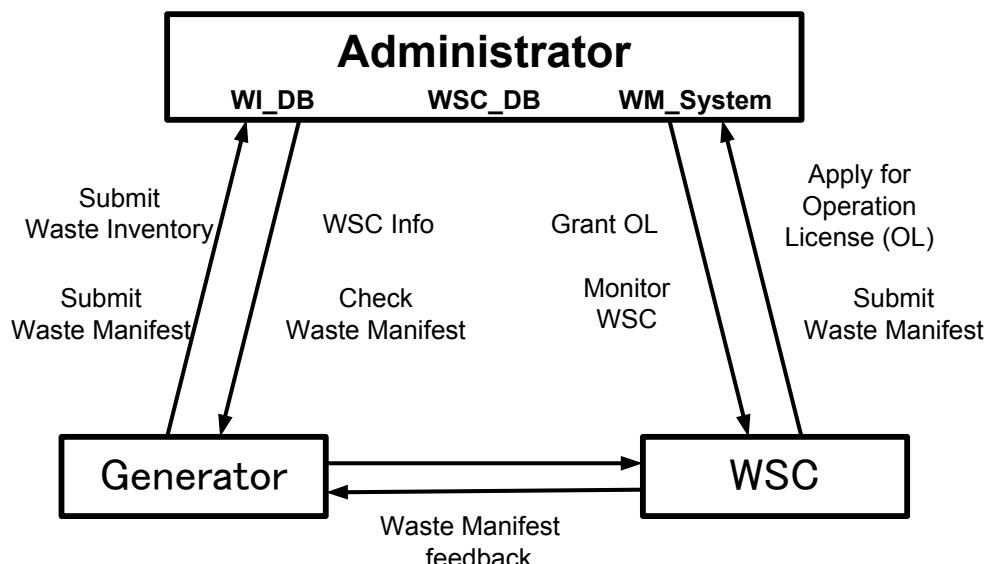 Administrator
WI_DB WSC_DB WM_System
Submit
Waste Inventory
Submit
Waste Manifest
WSC Info
Check
Waste Manifest
Grant OL
Monitor
WSC
Apply for
Operation
License (OL)
Submit
Waste Manifest
Generator
WSC
Waste Manifest
feedback